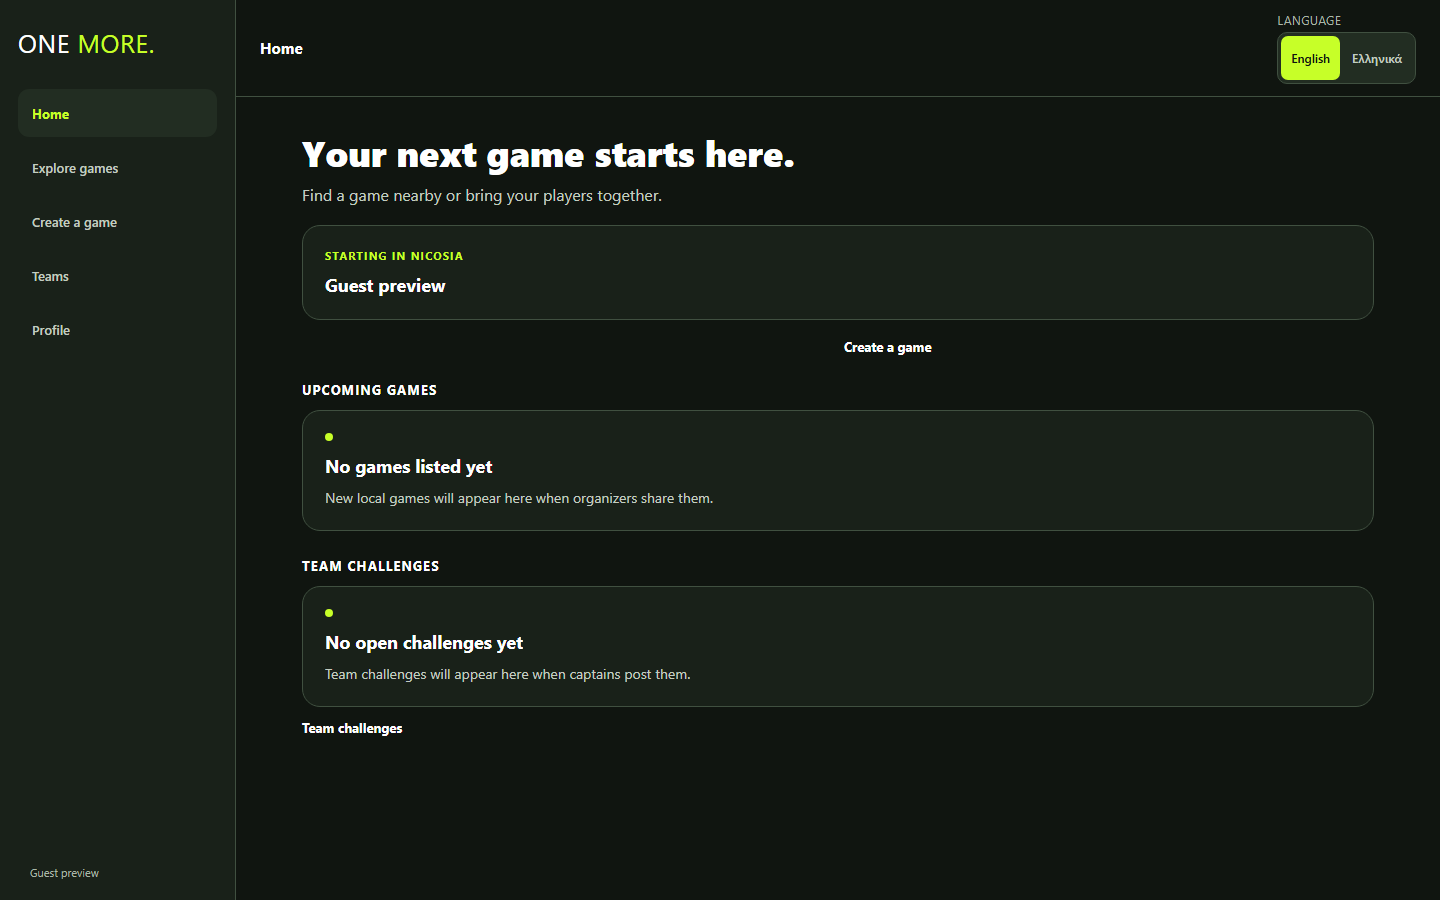 ONE MORE.
Home
Explore games
Create a game
Teams
Profile
Guest preview
Home
LANGUAGE
English
Ελληνικά
Your next game starts here.
Find a game nearby or bring your players together.
STARTING IN NICOSIA
Guest preview
Create a game
UPCOMING GAMES
No games listed yet
New local games will appear here when organizers share them.
TEAM CHALLENGES
No open challenges yet
Team challenges will appear here when captains post them.
Team challenges